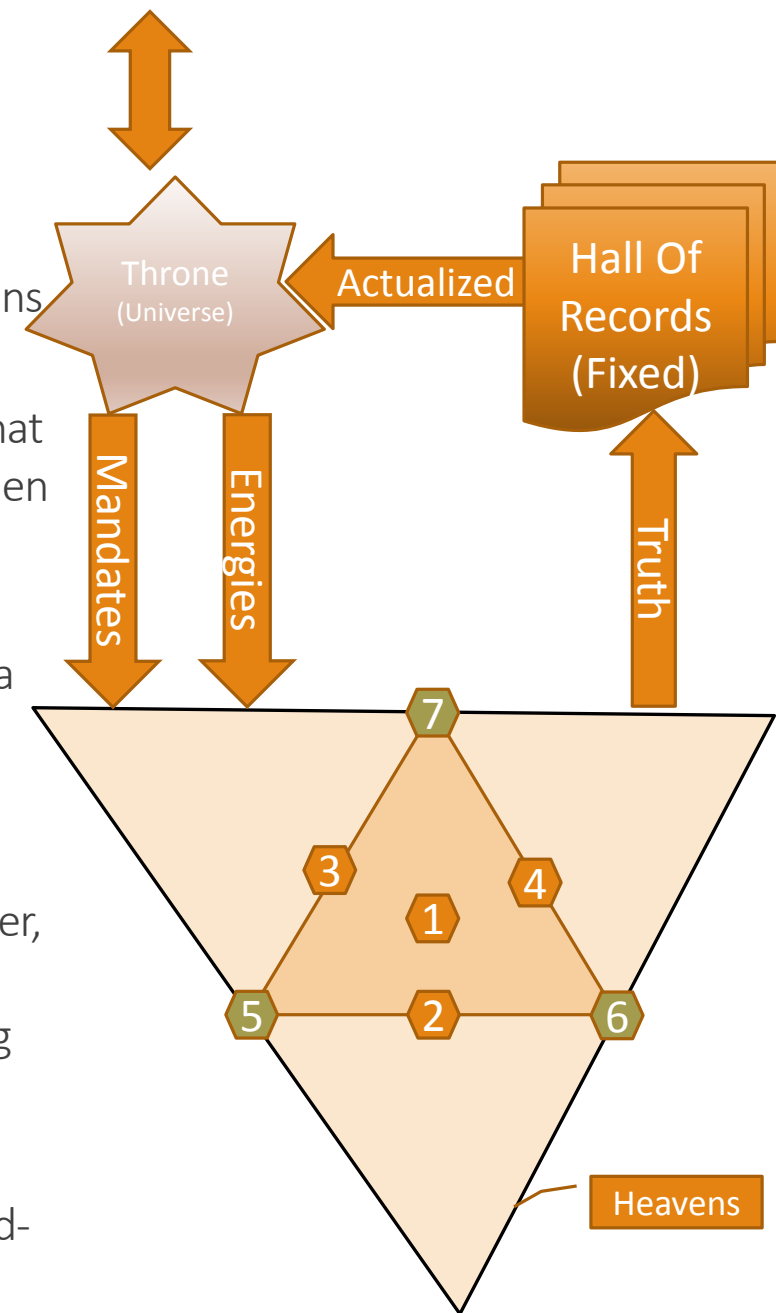 Throne
(Universe)
Actualized
Hall Of
Records
(Fixed)
Mandates
Energies
Truth
7
3
4
1
5
2
6
Heavens